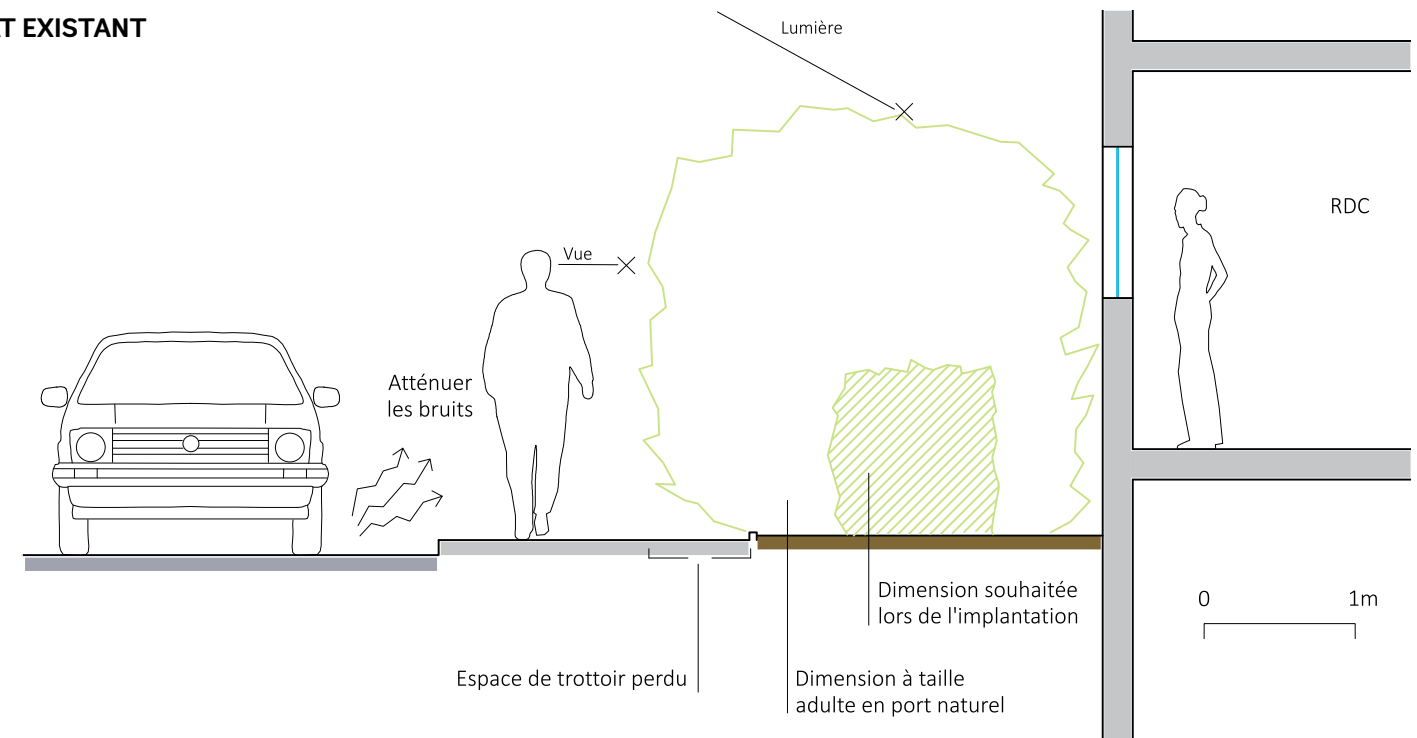 T EXISTANT
Lumière
Vue
RDC
Atténuer
les bruits
Dimension souhaitée
lors de l'implantation
0 1m
Espace de trottoir perdu
Dimension à taille
adulte en port naturel